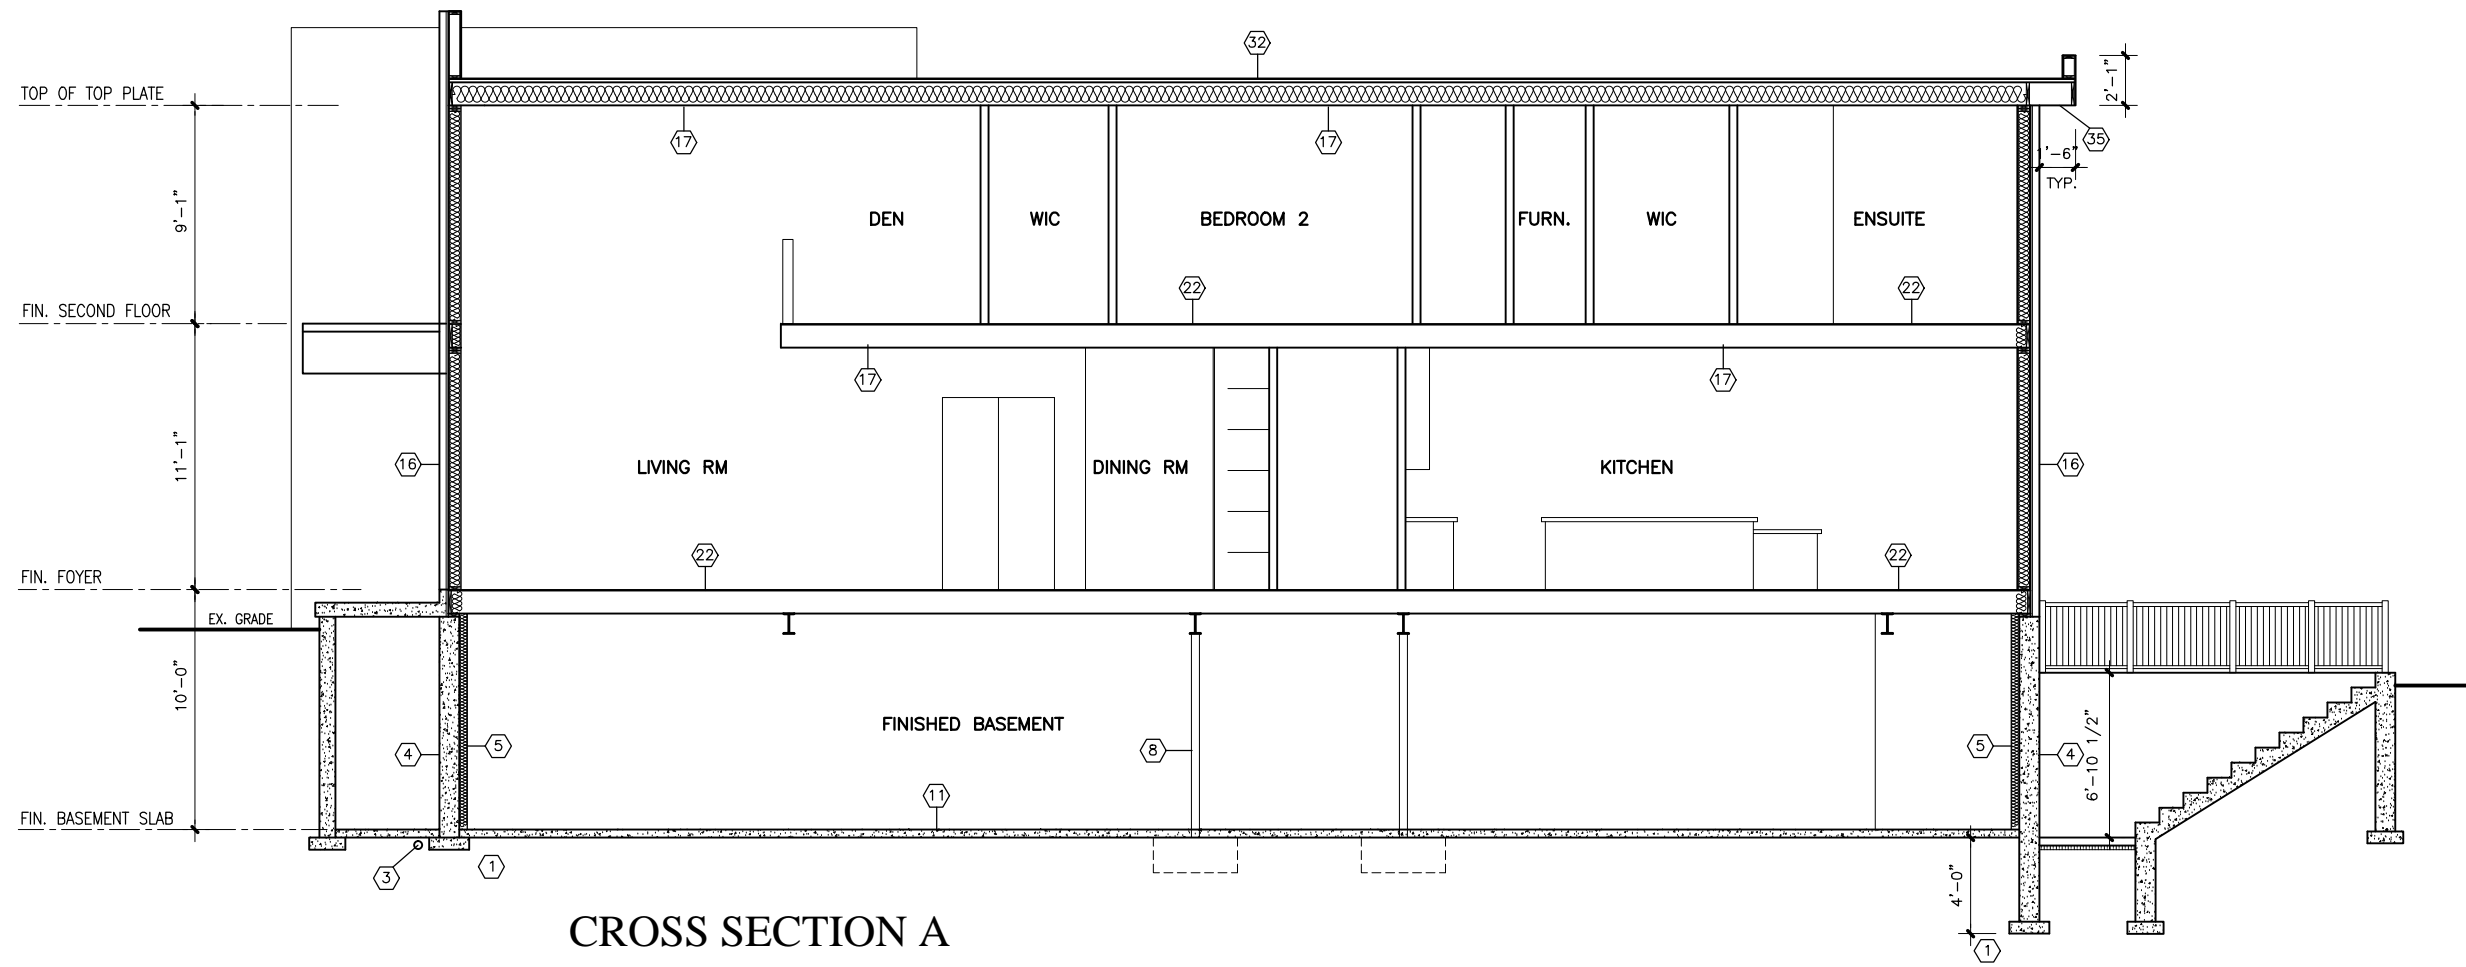 32
TOP OF TOP PLATE
2'-1"
17
17
35
1'-6"
TYP.
9'-1"
DEN
WIC
BEDROOM 2
FURN.
WIC
ENSUITE
22
22
FIN. SECOND FLOOR
17
17
11'-1"
16
LIVING RM
DINING RM
KITCHEN
16
22
22
FIN. FOYER
EX. GRADE
10'-0"
FINISHED BASEMENT
4
5
8
5
4
6'-10 1/2"
11
FIN. BASEMENT SLAB
3
1
4'-0"
1
CROSS SECTION A